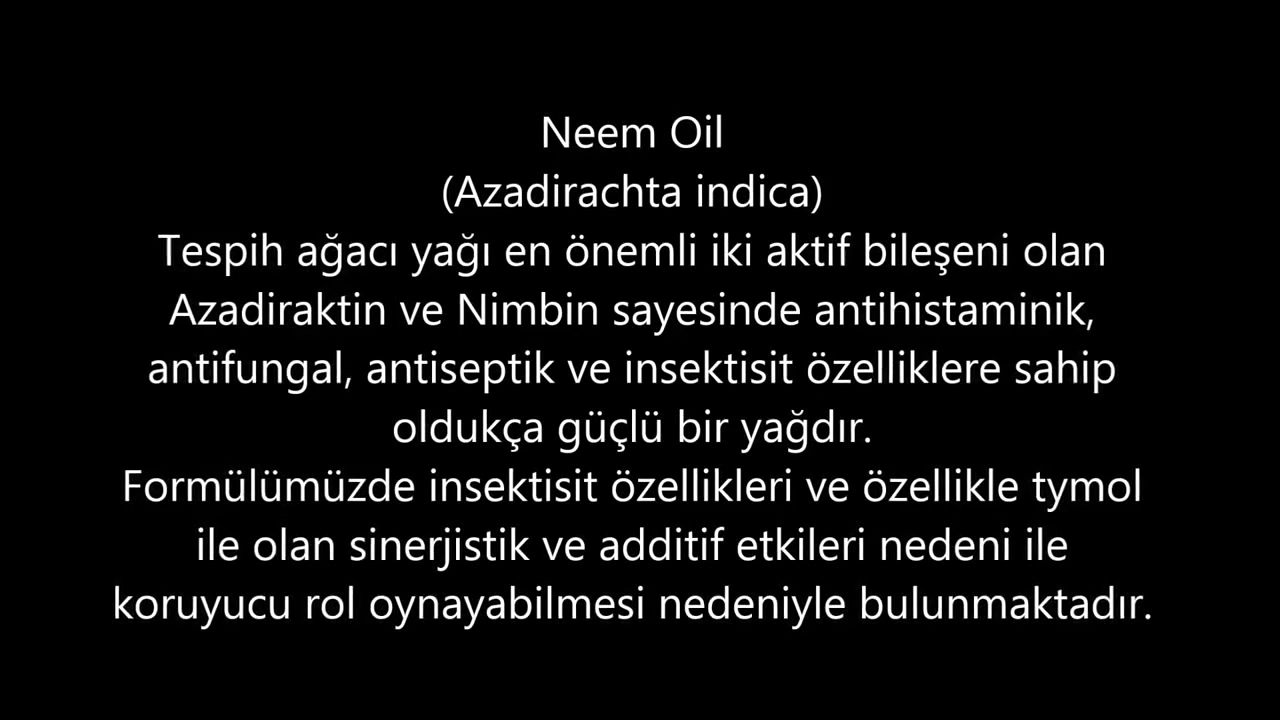 Neem Oil
(Azadirachta indica)
Tespih ağacı yağı en önemli iki aktif bileşeni olan
Azadiraktin ve Nimbin sayesinde antihistaminik,
antifungal, antiseptik ve insektisit özelliklere sahip
oldukça güçlü bir yağdır.
Formülümüzde insektisit özellikleri ve özellikle tymol
ile olan sinerjistik ve additif etkileri nedeni ile
koruyucu rol oynayabilmesi nedeniyle bulunmaktadır.